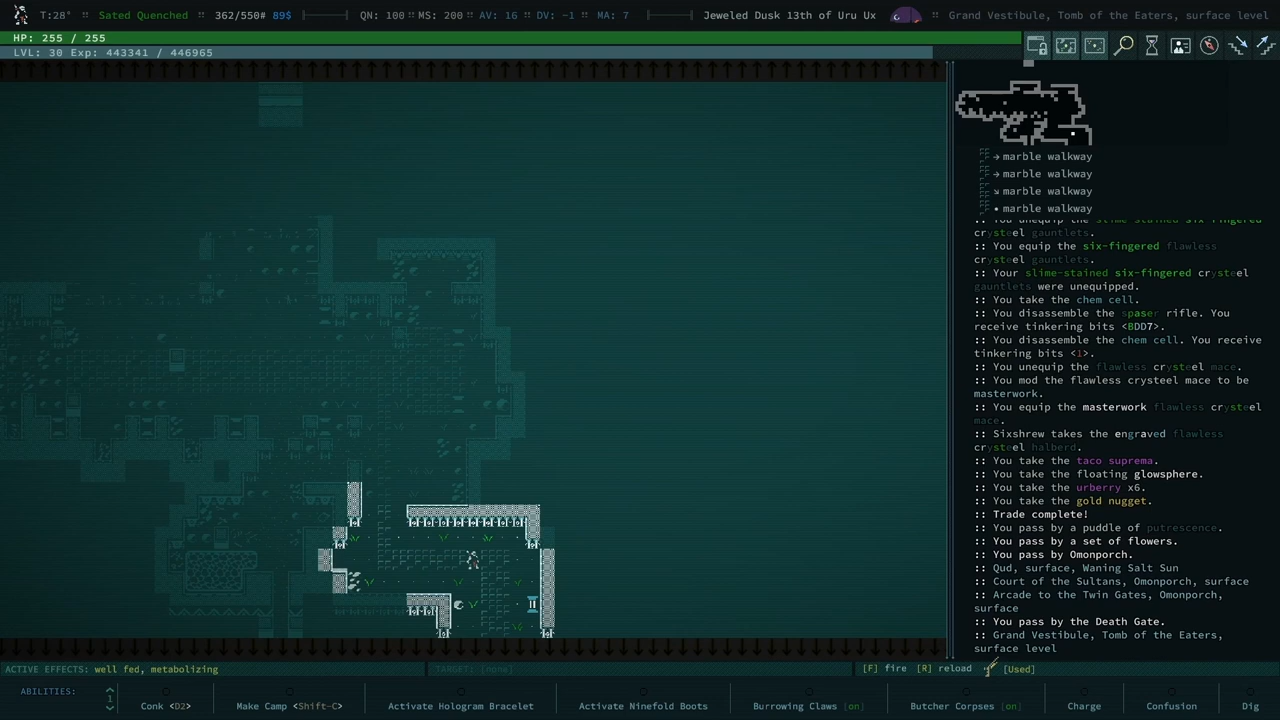 T:28° :: Sated Quenched :: 362/550# 89$ QN: 100 :: MS: 200 :: AV: 16 :: DV: -1 :: MA: 7 Jeweled Dusk 13th of Uru Ux :: Grand Vestibule, Tomb of the Eaters, surface level
HP: 255 / 255
LVL: 30 Exp: 443341 / 446965
marble walkway
marble walkway
marble walkway
marble walkway
:: You unequip the slime-stained six-fingered
crysteel gauntlets.
:: You equip the six-fingered flawless
crysteel gauntlets.
:: Your slime-stained six-fingered crysteel
gauntlets were unequipped.
:: You take the chem cell.
:: You disassemble the spaser rifle. You
receive tinkering bits <BDD7>.
:: You disassemble the chem cell. You receive
tinkering bits <1>.
:: You unequip the flawless crysteel mace.
:: You mod the flawless crysteel mace to be
masterwork.
:: You equip the masterwork flawless crysteel
mace.
:: Sixshrew takes the engraved flawless
crysteel halberd.
:: You take the taco suprema.
:: You take the floating glowsphere.
:: You take the urberry x6.
:: You take the gold nugget.
:: Trade complete!
:: You pass by a puddle of putrescence.
:: You pass by a set of flowers.
:: You pass by Omonporch.
:: Qud, surface, Waning Salt Sun
:: Court of the Sultans, Omonporch, surface
:: Arcade to the Twin Gates, Omonporch,
surface
:: You pass by the Death Gate.
:: Grand Vestibule, Tomb of the Eaters,
surface level
ACTIVE EFFECTS: well fed, metabolizing
TARGET: [none]
[F] fire [R] reload [Used]
ABILITIES:
1
Conk <D2>
Make Camp <Shift-C>
Activate Hologram Bracelet
Activate Ninefold Boots
Burrowing Claws [on]
Butcher Corpses [on]
Charge
Confusion
Dig